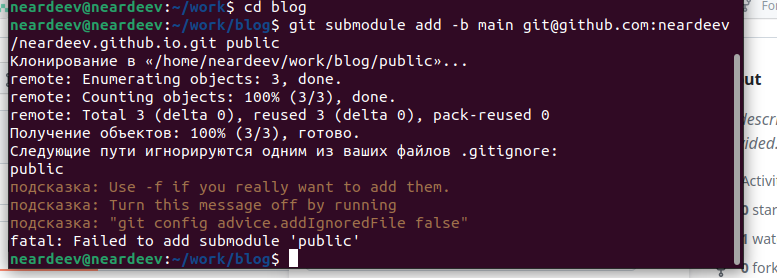 neardeev@neardeev:~/work$ cd blog
neardeev@neardeev:~/work/blog$ git submodule add -b main git@github.com:neardeev
/neardeev.github.io.git public
Клонирование в «/home/neardeev/work/blog/public»...
remote: Enumerating objects: 3, done.
remote: Counting objects: 100% (3/3), done.
remote: Total 3 (delta 0), reused 3 (delta 0), pack-reused 0
Получение объектов: 100% (3/3), готово.
Следующие пути игнорируются одним из ваших файлов .gitignore:
public
подсказка: Use -f if you really want to add them.
подсказка: Turn this message off by running
подсказка: "git config advice.addIgnoredFile false"
fatal: Failed to add submodule 'public'
neardeev@neardeev:~/work/blog$
For
ut
descri
ided.
Activi
0 star
1 wat
0 fork